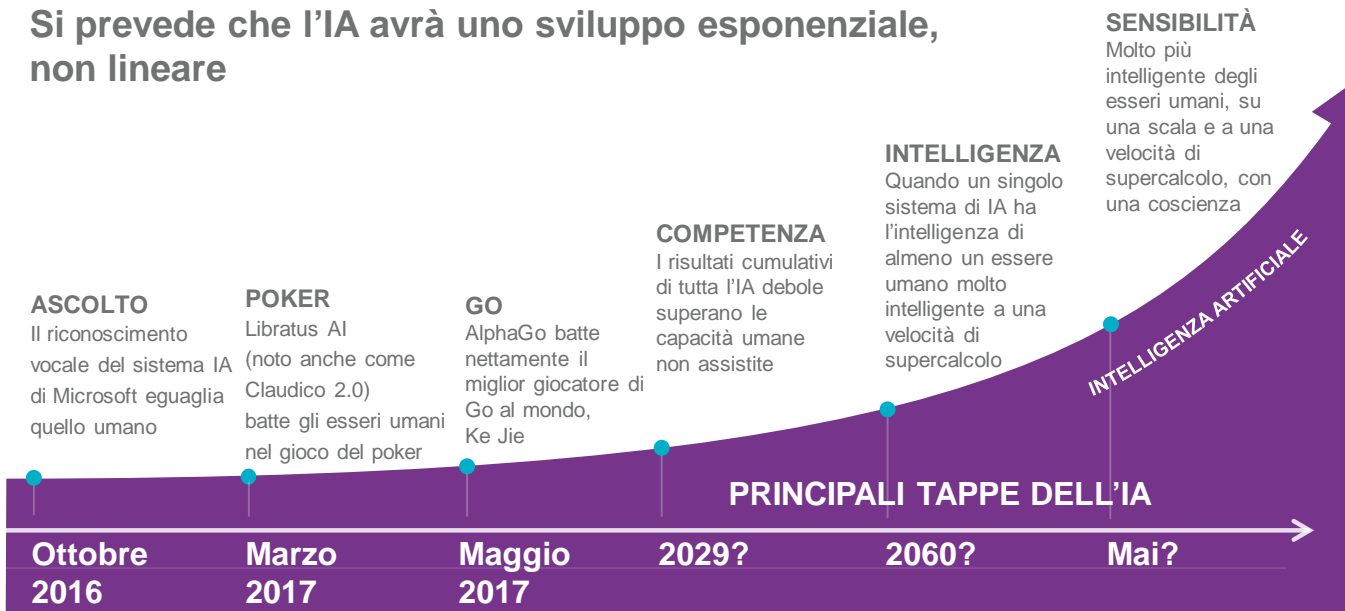 Si prevede che l’IA avrà uno sviluppo esponenziale,
non lineare
ASCOLTO
Il riconoscimento
vocale del sistema IA
di Microsoft eguaglia
quello umano
POKER
Libratus AI
(noto anche come
Claudico 2.0)
batte gli esseri umani
nel gioco del poker
GO
AlphaGo batte
nettamente il
miglior giocatore di
Go al mondo,
Ke Jie
COMPETENZA
I risultati cumulativi
di tutta l’IA debole
superano le
capacità umane
non assistite
INTELLIGENZA
Quando un singolo
sistema di IA ha
l’intelligenza di
almeno un essere
umano molto
intelligente a una
velocità di
supercalcolo
SENSIBILITÀ
Molto più
intelligente degli
esseri umani, su
una scala e a una
velocità di
supercalcolo, con
una coscienza
INTELLIGENZA ARTIFICIALE
PRINCIPALI TAPPE DELL’IA
Ottobre
2016
Marzo
2017
Maggio
2017
2029?
2060?
Mai?